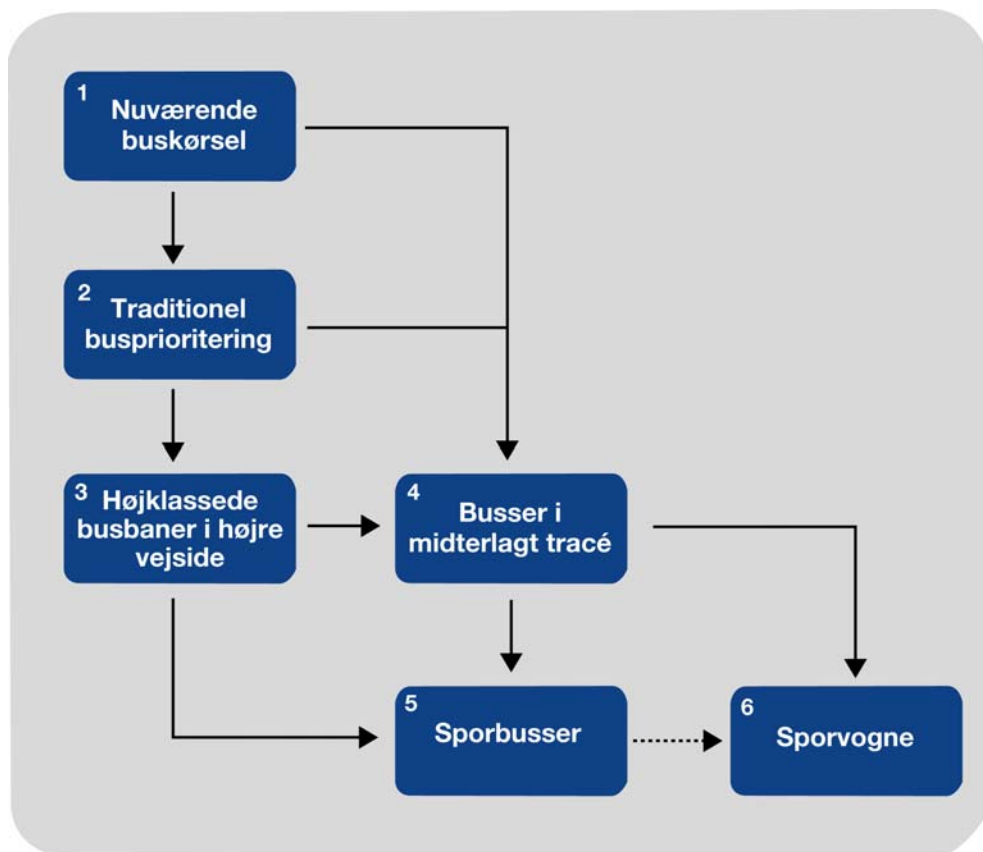 1
Nuværende
buskørsel
2
Traditionel
busprioritering
3
Højklassede
busbaner i højre
vejside
4
Busser i
midterlagt tracé
5
Sporbusser
6
Sporvogne